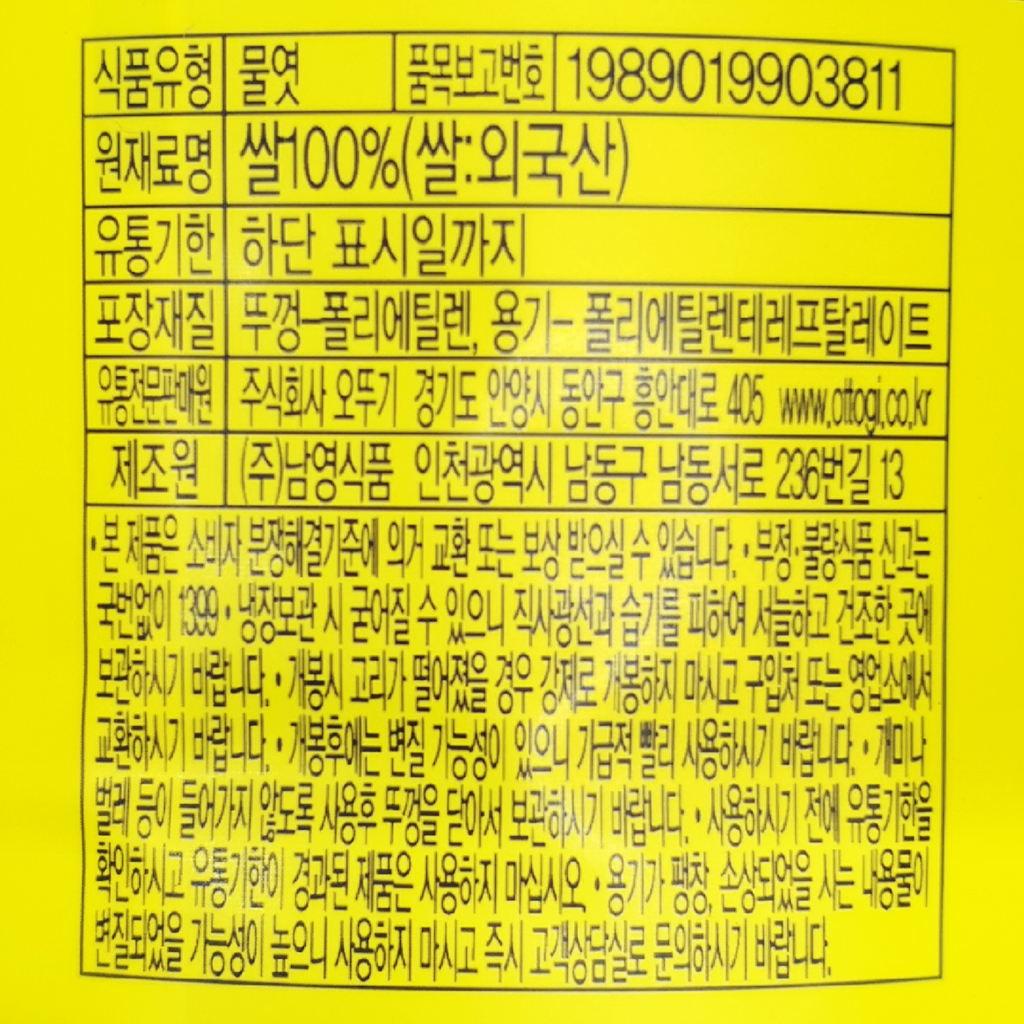 식품유형 물엿 품목보고번호 1989019903811
원재료명 쌀100%(쌀:외국산)
유통기한 하단 표시일까지
포장재질 뚜껑-폴리에틸렌, 용기- 폴리에틸렌테레프탈레이트
유통전문판매원 주식회사 오뚜기 경기도 안양시 동안구 흥안대로 405 www.ottogi.co.kr
제조원 (주)남영식품 인천광역시 남동구 남동서로 236번길 13
• 본 제품은 소비자 분쟁해결기준에 의거 교환 또는 보상 받으실 수 있습니다. • 부정·불량식품 신고는
국번없이 1399 • 냉장보관 시 굳어질 수 있으니 직사광선과 습기를 피하여 서늘하고 건조한 곳에
보관하시기 바랍니다. • 개봉시 고리가 떨어졌을 경우 강제로 개봉하지 마시고 구입처 또는 영업소에서
교환하시기 바랍니다. • 개봉후에는 변질 가능성이 있으니 가급적 빨리 사용하시기 바랍니다. • 개미나
벌레 등이 들어가지 않도록 사용후 뚜껑을 닫아서 보관하시기 바랍니다. • 사용하시기 전에 유통기한을
확인하시고 유통기한이 경과된 제품은 사용하지 마십시오. • 용기가 팽창, 손상되었을 시는 내용물이
변질되었을 가능성이 높으니 사용하지 마시고 즉시 고객상담실로 문의하시기 바랍니다.